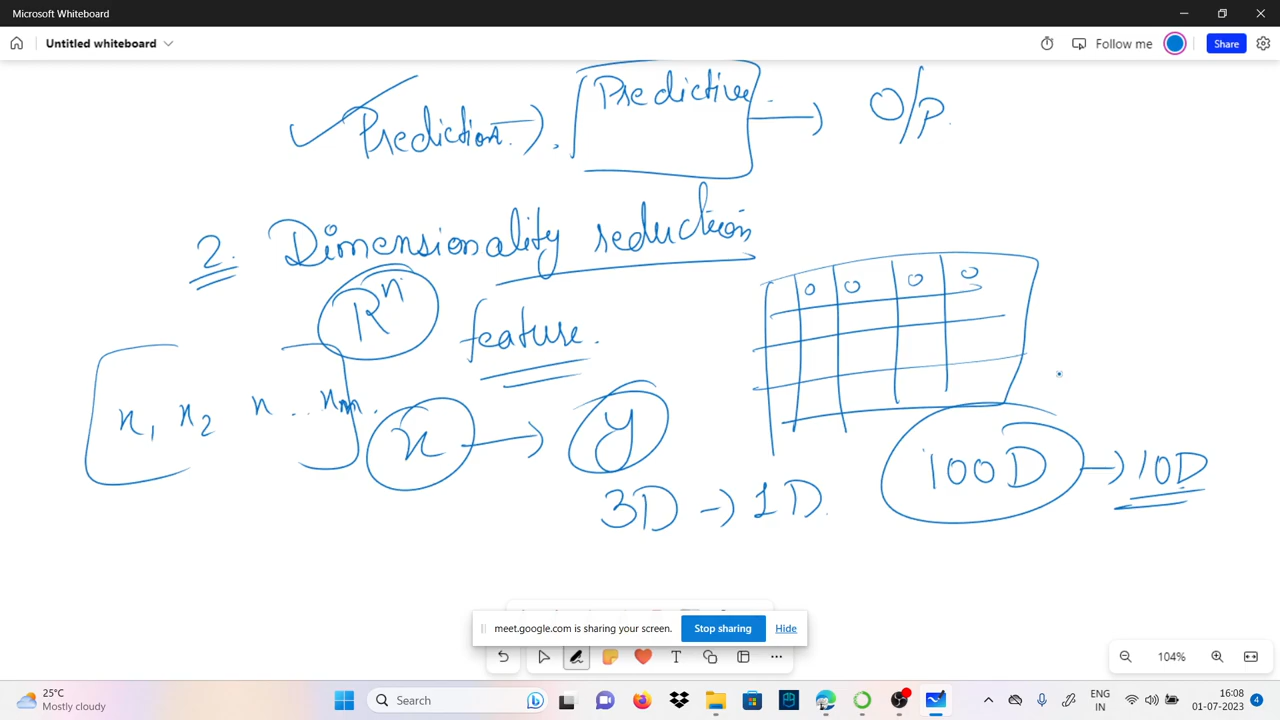 Microsoft Whiteboard
Untitled whiteboard
Follow me
Share
Prediction
Predictive
O/P.
2. Dimensionality reduction
R^n
feature.
x1 x2 x .. xm.
x → y
o o o o
3D → 1D.
100D → 10D
meet.google.com is sharing your screen.
Stop sharing
Hide
104%
25°C
Mostly cloudy
Search
ENG
IN
16:08
01-07-2023
4